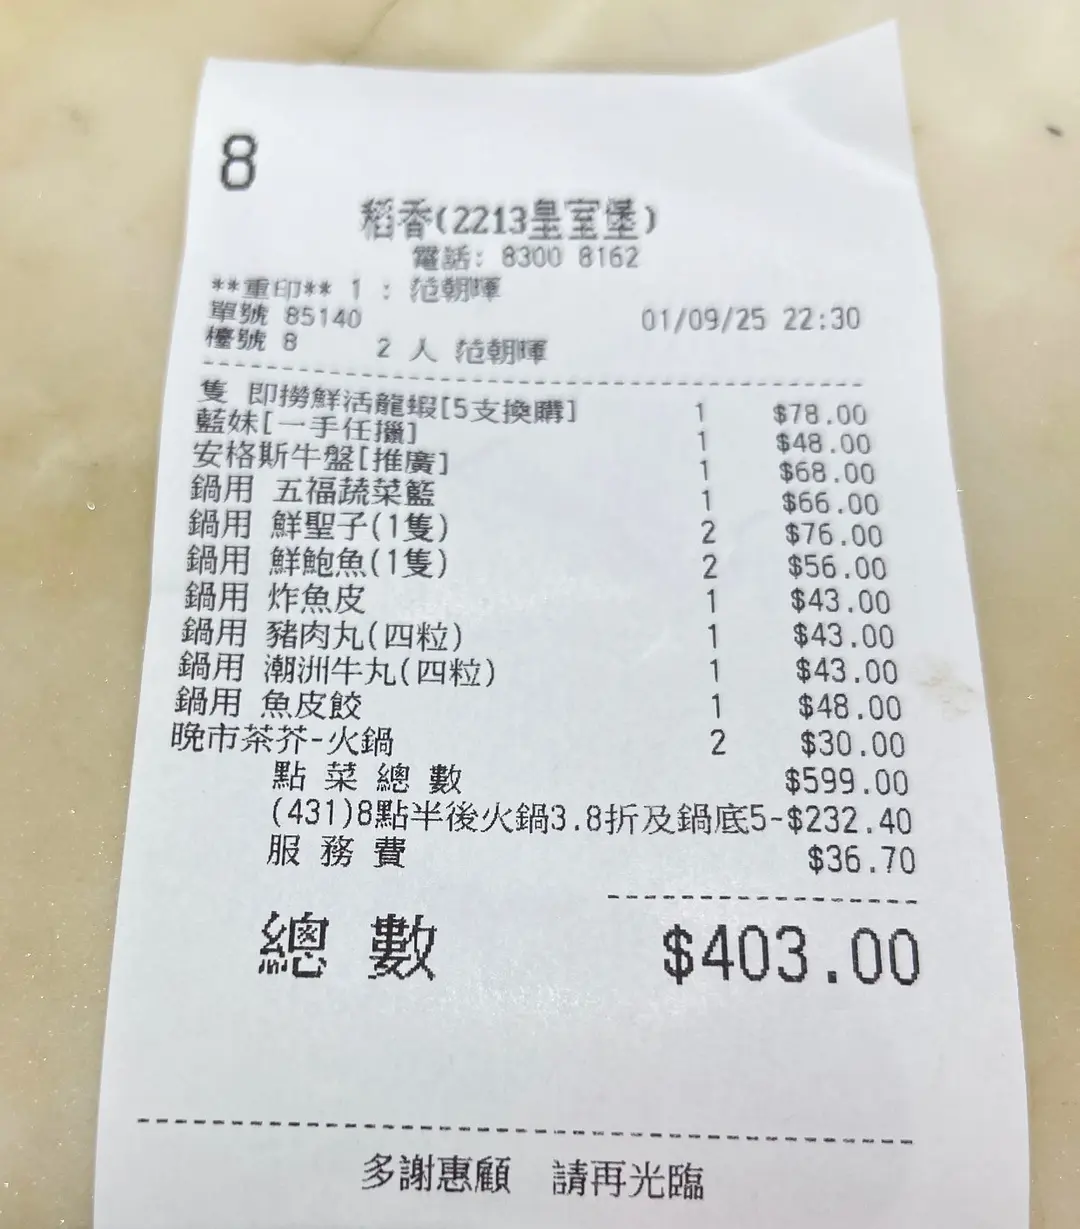 8
稻香(2213皇室堡)
電話: 8300 8162
**重印** 1 : 范朝暉
單號 85140 01/09/25 22:30
檯號 8 2 人 范朝暉
隻 即撈鮮活龍蝦[5支換購] 1 $78.00
藍妹[一手任擸] 1 $48.00
安格斯牛盤[推廣] 1 $68.00
鍋用 五福蔬菜籃 1 $66.00
鍋用 鮮聖子(1隻) 2 $76.00
鍋用 鮮鮑魚(1隻) 2 $56.00
鍋用 炸魚皮 1 $43.00
鍋用 豬肉丸(四粒) 1 $43.00
鍋用 潮洲牛丸(四粒) 1 $43.00
鍋用 魚皮餃 1 $48.00
晚市茶芥-火鍋 2 $30.00
點 菜 總 數 $599.00
(431)8點半後火鍋3.8折及鍋底5-$232.40
服 務 費 $36.70
總 數 $403.00
多謝惠顧 請再光臨